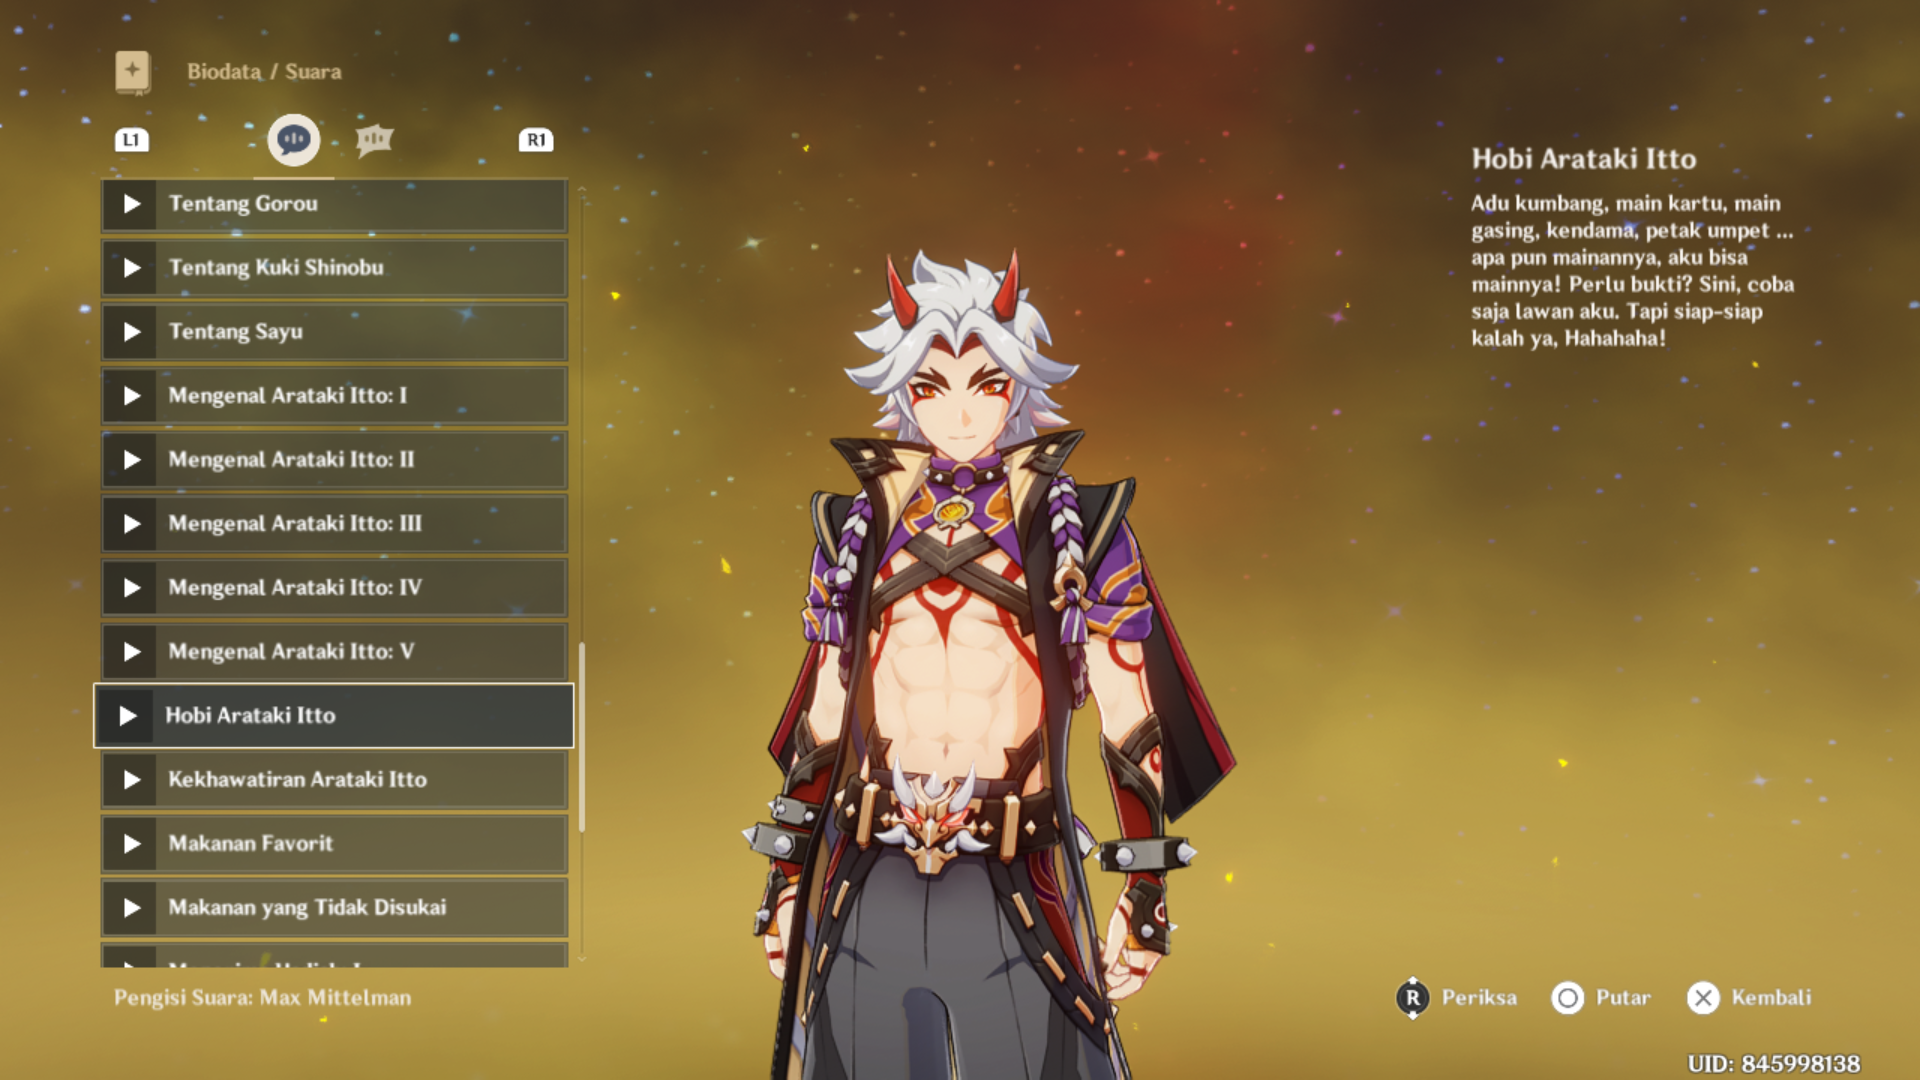 Biodata / Suara
L1
R1
Tentang Gorou
Tentang Kuki Shinobu
Tentang Sayu
Mengenal Arataki Itto: I
Mengenal Arataki Itto: II
Mengenal Arataki Itto: III
Mengenal Arataki Itto: IV
Mengenal Arataki Itto: V
Hobi Arataki Itto
Kekhawatiran Arataki Itto
Makanan Favorit
Makanan yang Tidak Disukai
Pengisi Suara: Max Mittelman
Hobi Arataki Itto
Adu kumbang, main kartu, main
gasing, kendama, petak umpet ...
apa pun mainannya, aku bisa
mainnya! Perlu bukti? Sini, coba
saja lawan aku. Tapi siap-siap
kalah ya, Hahahaha!
R Periksa
Putar
Kembali
UID: 845998138